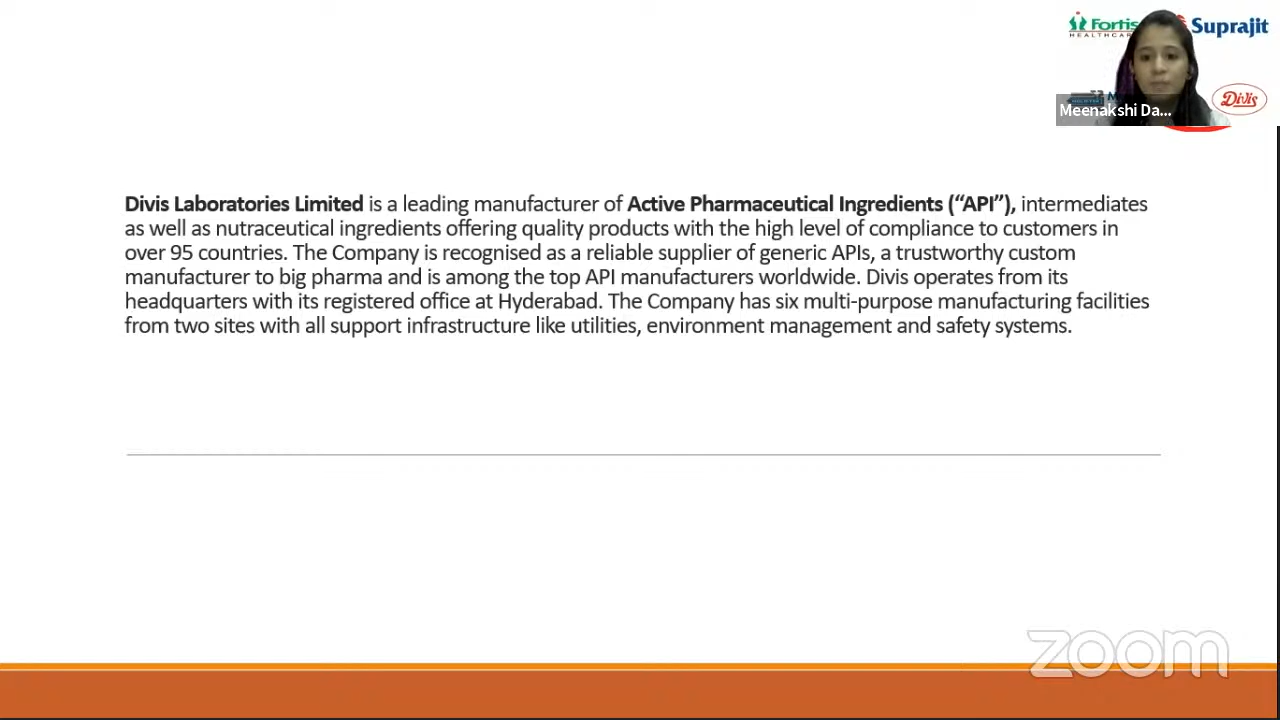 Fortis
HEALTHCAR
Suprajit
Divis
Meenakshi Da...
Divis Laboratories Limited is a leading manufacturer of Active Pharmaceutical Ingredients (“API”), intermediates
as well as nutraceutical ingredients offering quality products with the high level of compliance to customers in
over 95 countries. The Company is recognised as a reliable supplier of generic APIs, a trustworthy custom
manufacturer to big pharma and is among the top API manufacturers worldwide. Divis operates from its
headquarters with its registered office at Hyderabad. The Company has six multi-purpose manufacturing facilities
from two sites with all support infrastructure like utilities, environment management and safety systems.
zoom